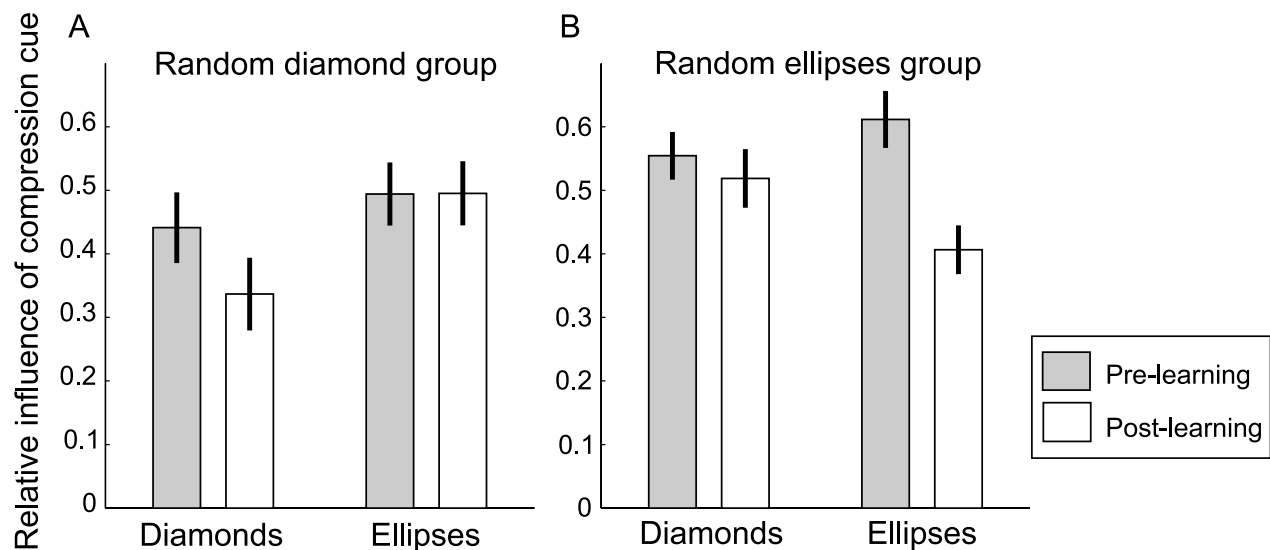 Relative influence of compression cue
A
Random diamond group
0.6
0.5
0.4
0.3
0.2
0.1
0
Diamonds
Ellipses
B
Random ellipses group
0.6
0.5
0.4
0.3
0.2
0.1
0
Diamonds
Ellipses
Pre-learning
Post-learning